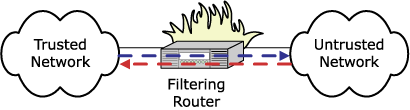 Trusted
Network
Untrusted
Network
Filtering
Router